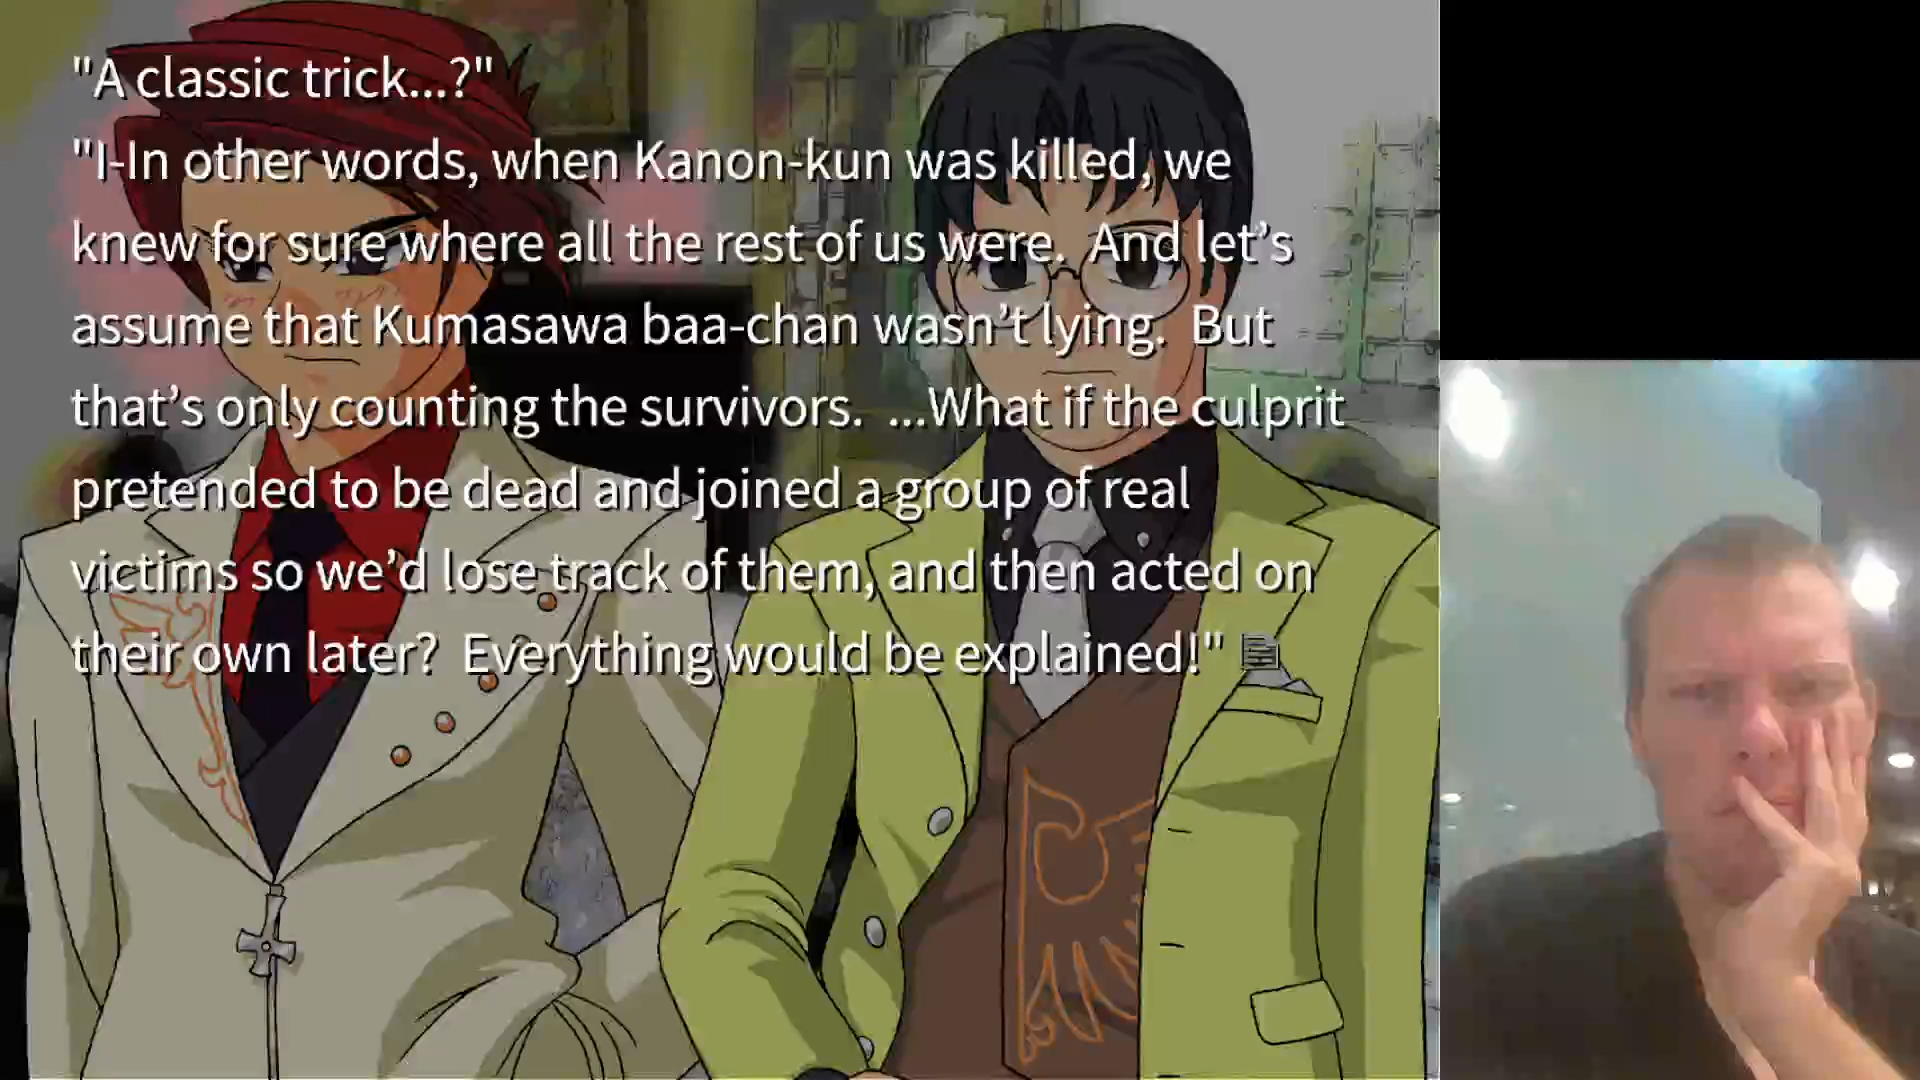 "A classic trick...?"
"I-In other words, when Kanon-kun was killed, we
knew for sure where all the rest of us were.  And let’s
assume that Kumasawa baa-chan wasn’t lying.  But
that’s only counting the survivors.  ...What if the culprit
pretended to be dead and joined a group of real
victims so we’d lose track of them, and then acted on
their own later?  Everything would be explained!"